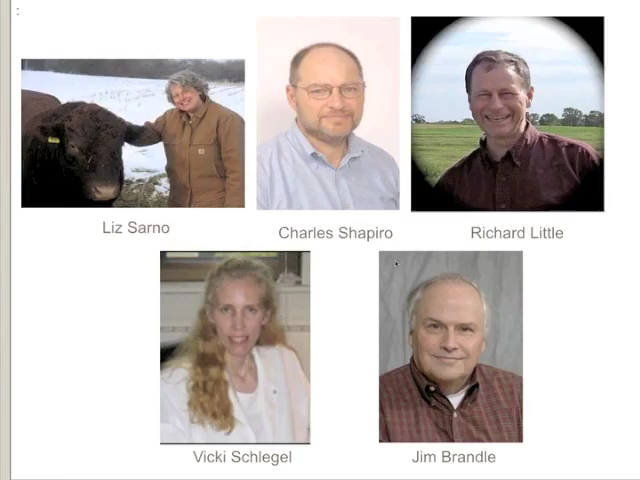 :
Liz Sarno
Charles Shapiro
Richard Little
Vicki Schlegel
Jim Brandle